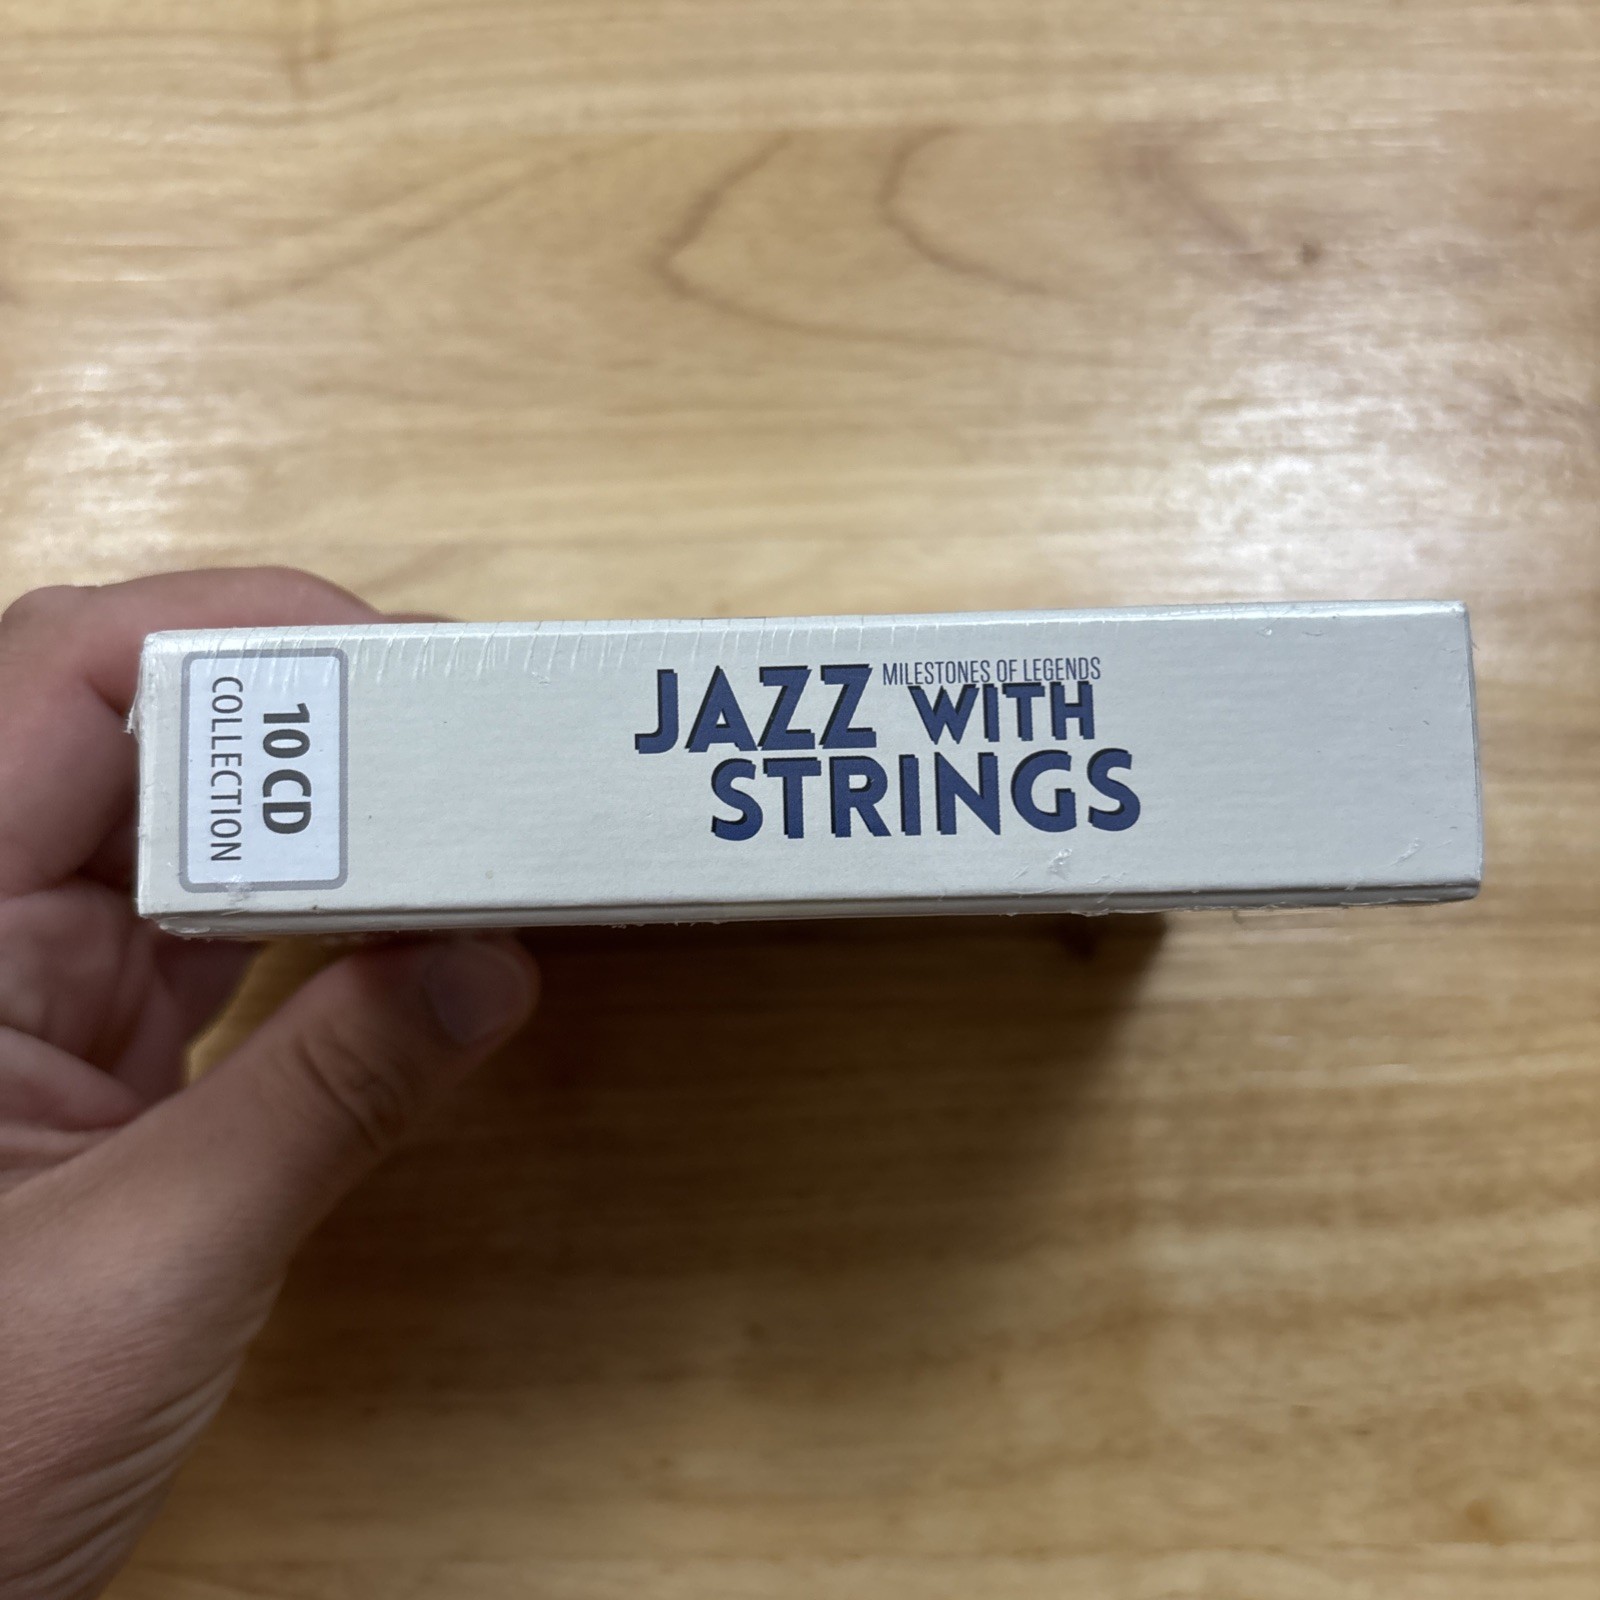 10 CD
COLLECTION
MILESTONES OF LEGENDS
JAZZ WITH
STRINGS